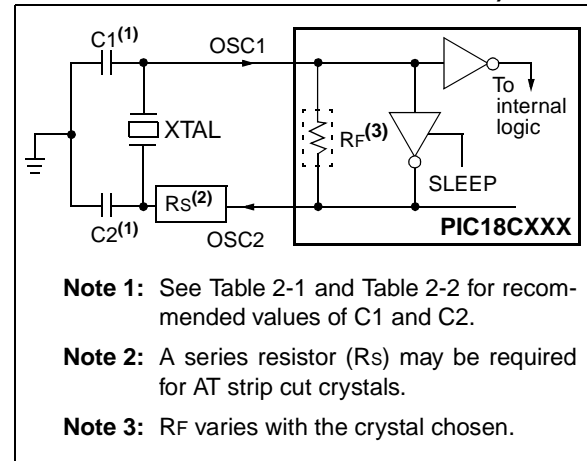 C1(1)
OSC1
To
internal
logic
XTAL
RF(3)
SLEEP
RS(2)
C2(1)
OSC2
PIC18CXXX
Note 1: See Table 2-1 and Table 2-2 for recom-
mended values of C1 and C2.
Note 2: A series resistor (RS) may be required
for AT strip cut crystals.
Note 3: RF varies with the crystal chosen.